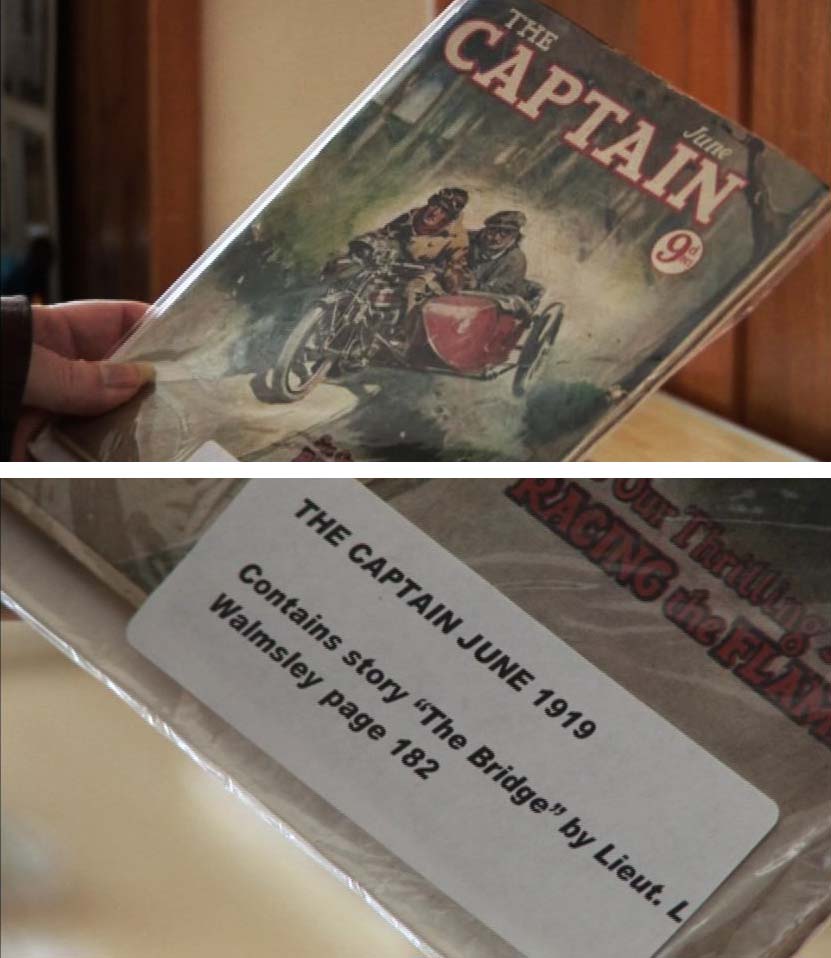 THE
CAPTAIN
June
9d
THE CAPTAIN JUNE 1919
Contains story “The Bridge” by Lieut. L
Walmsley page 182
Our Thrilling
RACING the FLAM